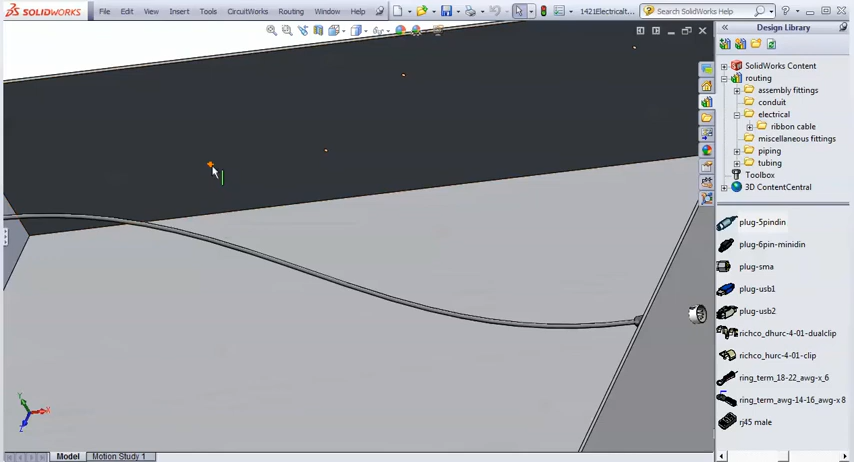 SOLIDWORKS File Edit View Insert Tools CircuitWorks Routing Window Help 1421Electrical... Search SolidWorks Help
Design Library
SolidWorks Content
routing
assembly fittings
conduit
electrical
ribbon cable
miscellaneous fittings
piping
tubing
Toolbox
3D ContentCentral
plug-5pindin
plug-6pin-minidin
plug-sma
plug-usb1
plug-usb2
richco_dhurc-4-01-dualclip
richco_hurc-4-01-clip
ring_term_18-22_awg-x_6
ring_term_awg-14-16_awg-x 8
rj45 male
Y
X
Z
Model Motion Study 1